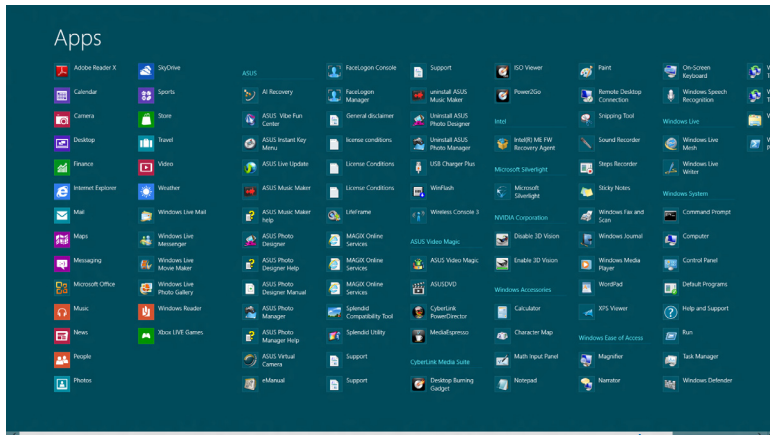 Apps
Adobe Reader X
Calendar
Camera
Desktop
Finance
Internet Explorer
Mail
Maps
Messaging
Microsoft Office
Music
News
People
Photos
SkyDrive
Sports
Store
Travel
Video
Weather
Windows Live Mail
Windows Live
Messenger
Windows Live
Movie Maker
Windows Live
Photo Gallery
Windows Reader
Xbox LIVE Games
ASUS
AI Recovery
ASUS Vibe Fun
Center
ASUS Instant Key
Menu
ASUS Live Update
ASUS Music Maker
ASUS Music Maker
help
ASUS Photo
Designer
ASUS Photo
Designer Help
ASUS Photo
Designer Manual
ASUS Photo
Manager
ASUS Photo
Manager Help
ASUS Virtual
Camera
eManual
FaceLogon Console
FaceLogon
Manager
General disclaimer
license conditions
License Conditions
License Conditions
LifeFrame
MAGIX Online
Services
MAGIX Online
Services
MAGIX Online
Services
Splendid
Compatibility Tool
Splendid Utility
Support
Support
Support
uninstall ASUS
Music Maker
Uninstall ASUS
Photo Designer
Uninstall ASUS
Photo Manager
USB Charger Plus
WinFlash
Wireless Console 3
ASUS Video Magic
ASUS Video Magic
ASUSDVD
CyberLink
PowerDirector
MediaEspresso
CyberLink Media Suite
Desktop Burning
Gadget
ISO Viewer
Power2Go
Intel
Intel(R) ME FW
Recovery Agent
Microsoft Silverlight
Microsoft
Silverlight
NVIDIA Corporation
Disable 3D Vision
Enable 3D Vision
Windows Accessories
Calculator
Character Map
Math Input Panel
Notepad
Paint
Remote Desktop
Connection
Snipping Tool
Sound Recorder
Steps Recorder
Sticky Notes
Windows Fax and
Scan
Windows Journal
Windows Media
Player
WordPad
XPS Viewer
Windows Ease of Access
Magnifier
Narrator
On-Screen
Keyboard
Windows Speech
Recognition
Windows Live
Windows Live
Mesh
Windows Live
Writer
Windows System
Command Prompt
Computer
Control Panel
Default Programs
Help and Support
Run
Task Manager
Windows Defender